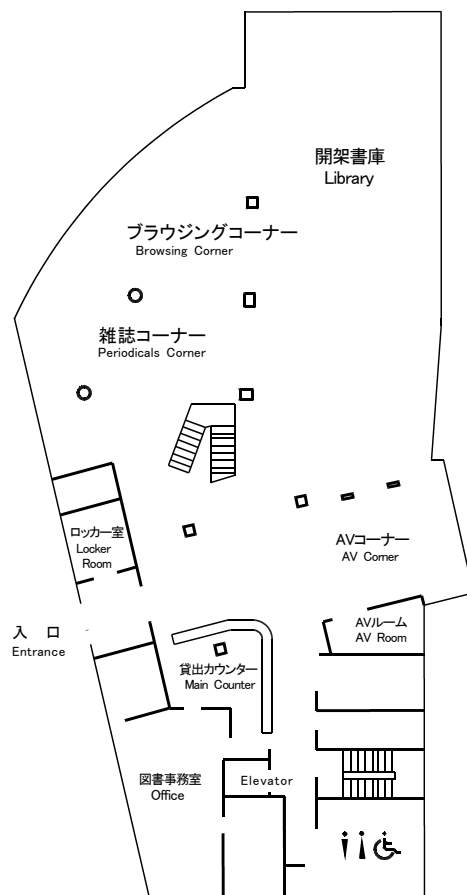 開架書庫
Library
ブラウジングコーナー
Browsing Corner
雑誌コーナー
Periodicals Corner
ロッカー室
Locker
Room
AVコーナー
AV Corner
入 口
Entrance
AVルーム
AV Room
貸出カウンター
Main Counter
図書事務室
Office
Elevator